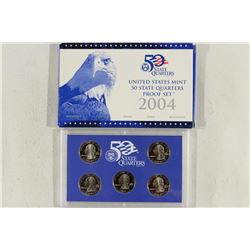 50
STATE
QUARTERS
UNITED STATES MINT
50 STATE QUARTERS
PROOF SET
2004
50
STATE
QUARTERS